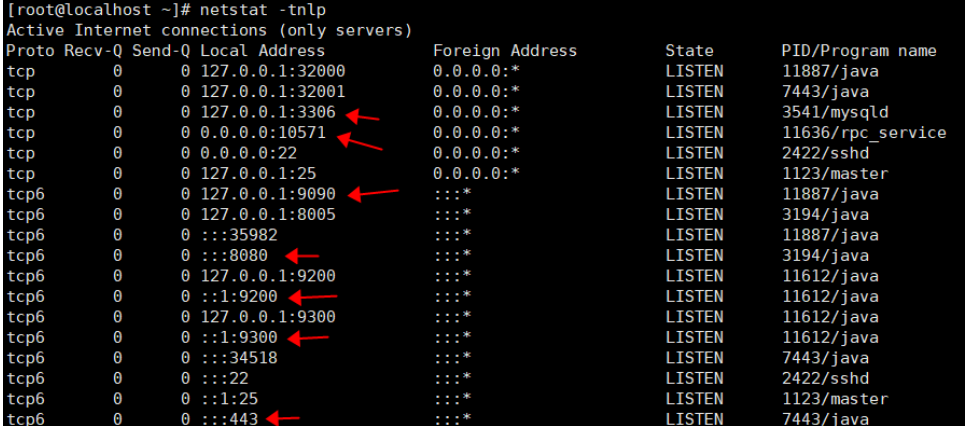 [root@localhost ~]# netstat -tnlp
Active Internet connections (only servers)
Proto Recv-Q Send-Q Local Address           Foreign Address         State       PID/Program name
tcp        0      0 127.0.0.1:32000         0.0.0.0:*               LISTEN      11887/java
tcp        0      0 127.0.0.1:32001         0.0.0.0:*               LISTEN      7443/java
tcp        0      0 127.0.0.1:3306          0.0.0.0:*               LISTEN      3541/mysqld
tcp        0      0 0.0.0.0:10571           0.0.0.0:*               LISTEN      11636/rpc_service
tcp        0      0 0.0.0.0:22              0.0.0.0:*               LISTEN      2422/sshd
tcp        0      0 127.0.0.1:25            0.0.0.0:*               LISTEN      1123/master
tcp6       0      0 127.0.0.1:9090          :::*                    LISTEN      11887/java
tcp6       0      0 127.0.0.1:8005          :::*                    LISTEN      3194/java
tcp6       0      0 :::35982                :::*                    LISTEN      11887/java
tcp6       0      0 :::8080                 :::*                    LISTEN      3194/java
tcp6       0      0 127.0.0.1:9200          :::*                    LISTEN      11612/java
tcp6       0      0 ::1:9200                :::*                    LISTEN      11612/java
tcp6       0      0 127.0.0.1:9300          :::*                    LISTEN      11612/java
tcp6       0      0 ::1:9300                :::*                    LISTEN      11612/java
tcp6       0      0 :::34518                :::*                    LISTEN      7443/java
tcp6       0      0 :::22                   :::*                    LISTEN      2422/sshd
tcp6       0      0 ::1:25                  :::*                    LISTEN      1123/master
tcp6       0      0 :::443                  :::*                    LISTEN      7443/java